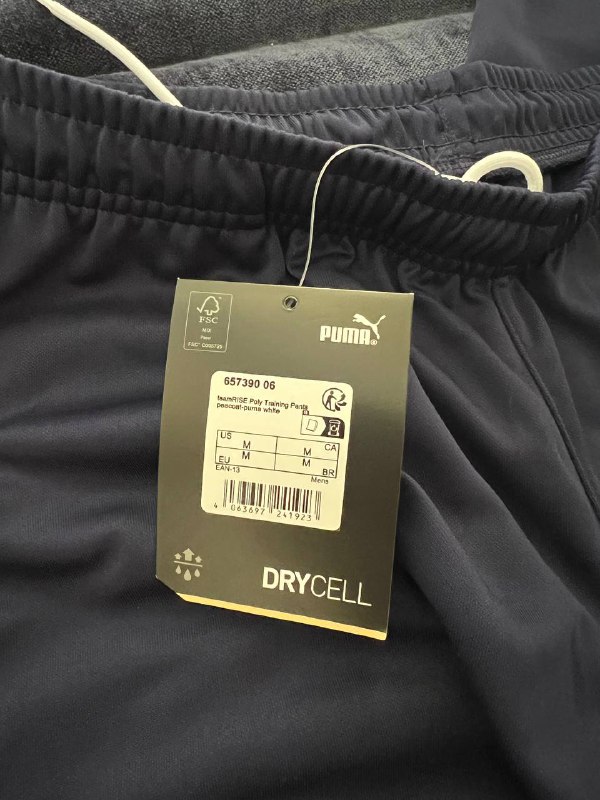 FSC
MIX
Paper
PUMA®
657390 06
teamRISE Poly Training Pants
peacoat-puma white
US M M CA
EU M M BR
EAN-13 Mens
4 063697 241923
DRYCELL